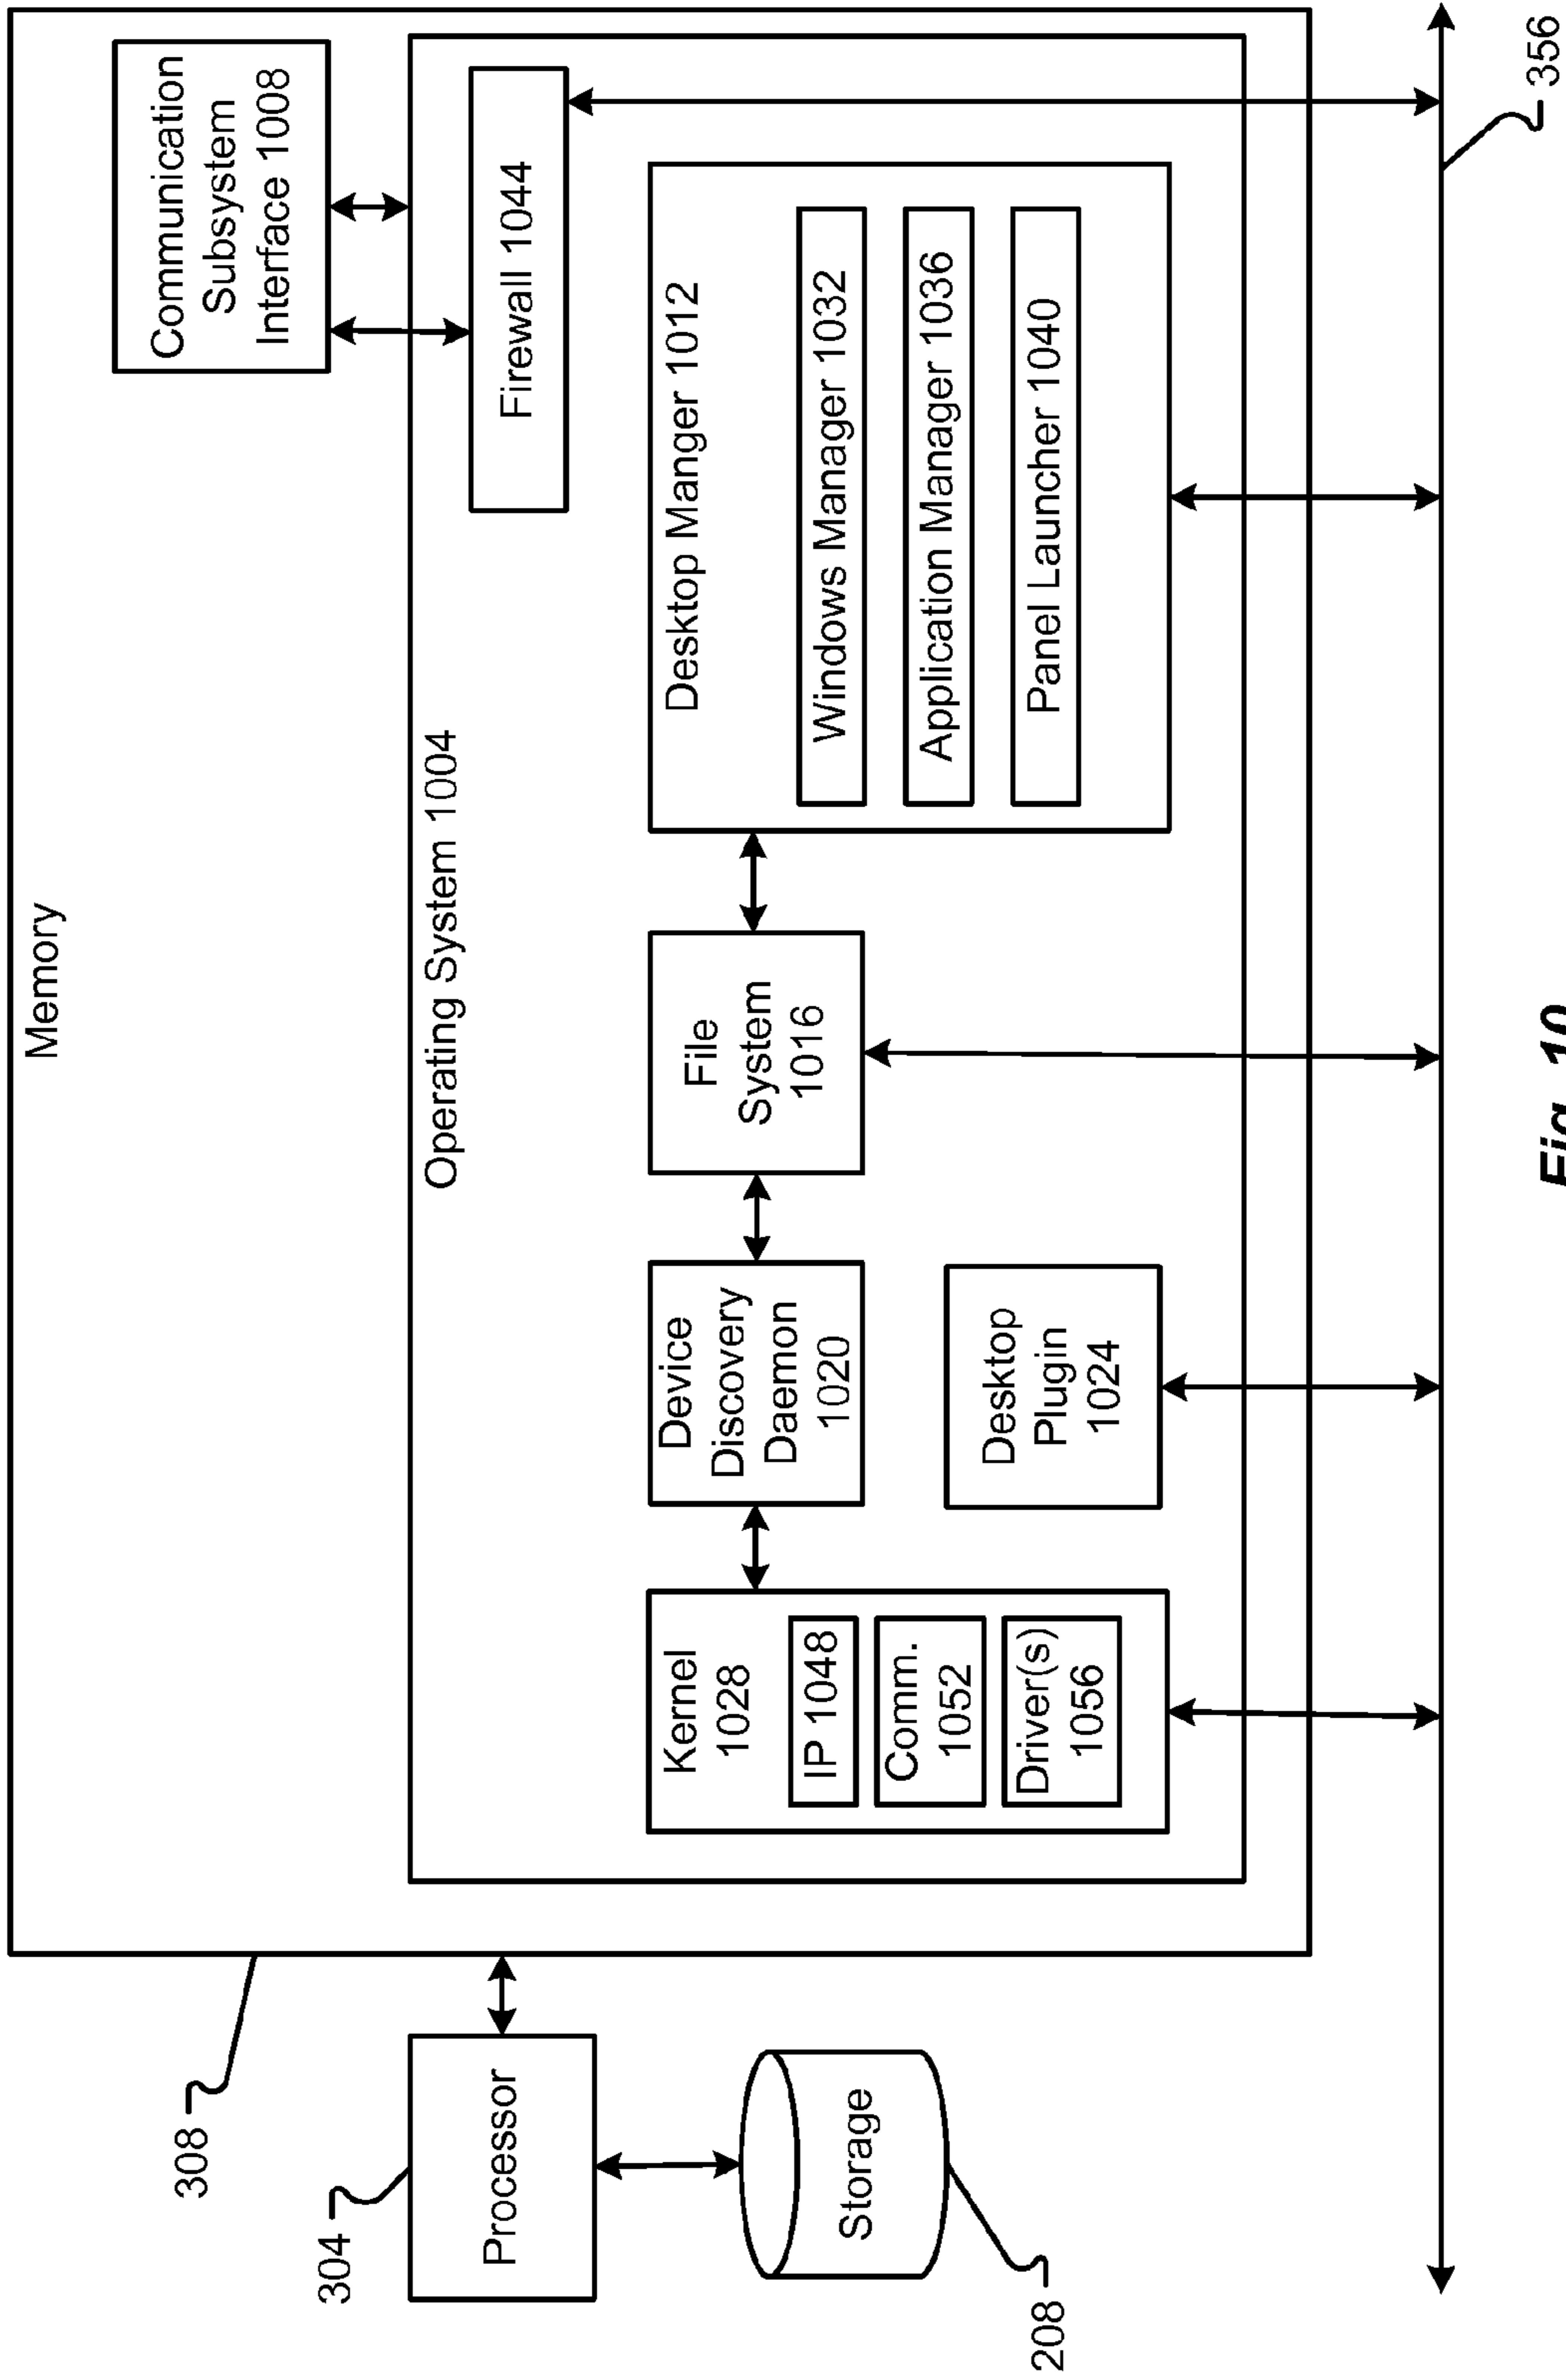 Memory
308
304
Processor
Storage
208
Communication
Subsystem
Interface 1008
Operating System 1004
Firewall 1044
Kernel
1028
IP 1048
Comm.
1052
Driver(s)
1056
Device
Discovery
Daemon
1020
Desktop
Plugin
1024
File
System
1016
Desktop Manger 1012
Windows Manager 1032
Application Manager 1036
Panel Launcher 1040
356
Fig. 10